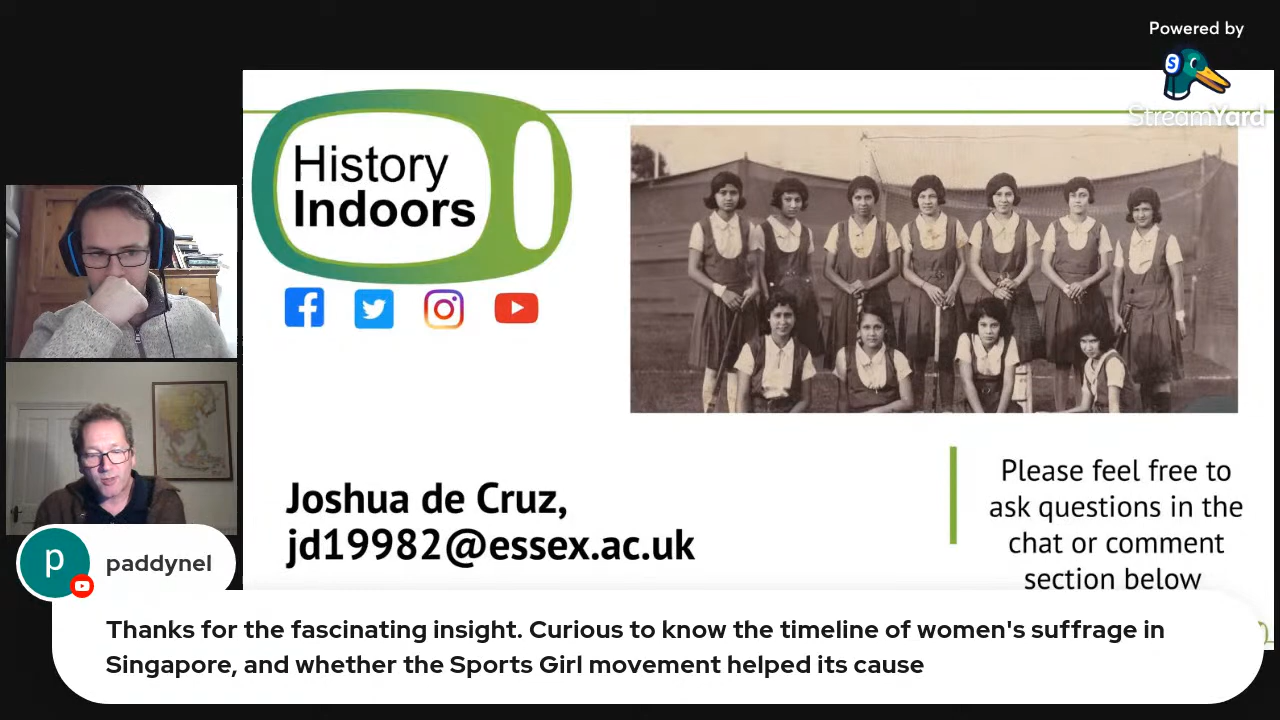 Powered by
StreamYard
History
Indoors
Joshua de Cruz,
jd19982@essex.ac.uk
Please feel free to
ask questions in the
chat or comment
section below
p
paddynel
Thanks for the fascinating insight. Curious to know the timeline of women's suffrage in
Singapore, and whether the Sports Girl movement helped its cause